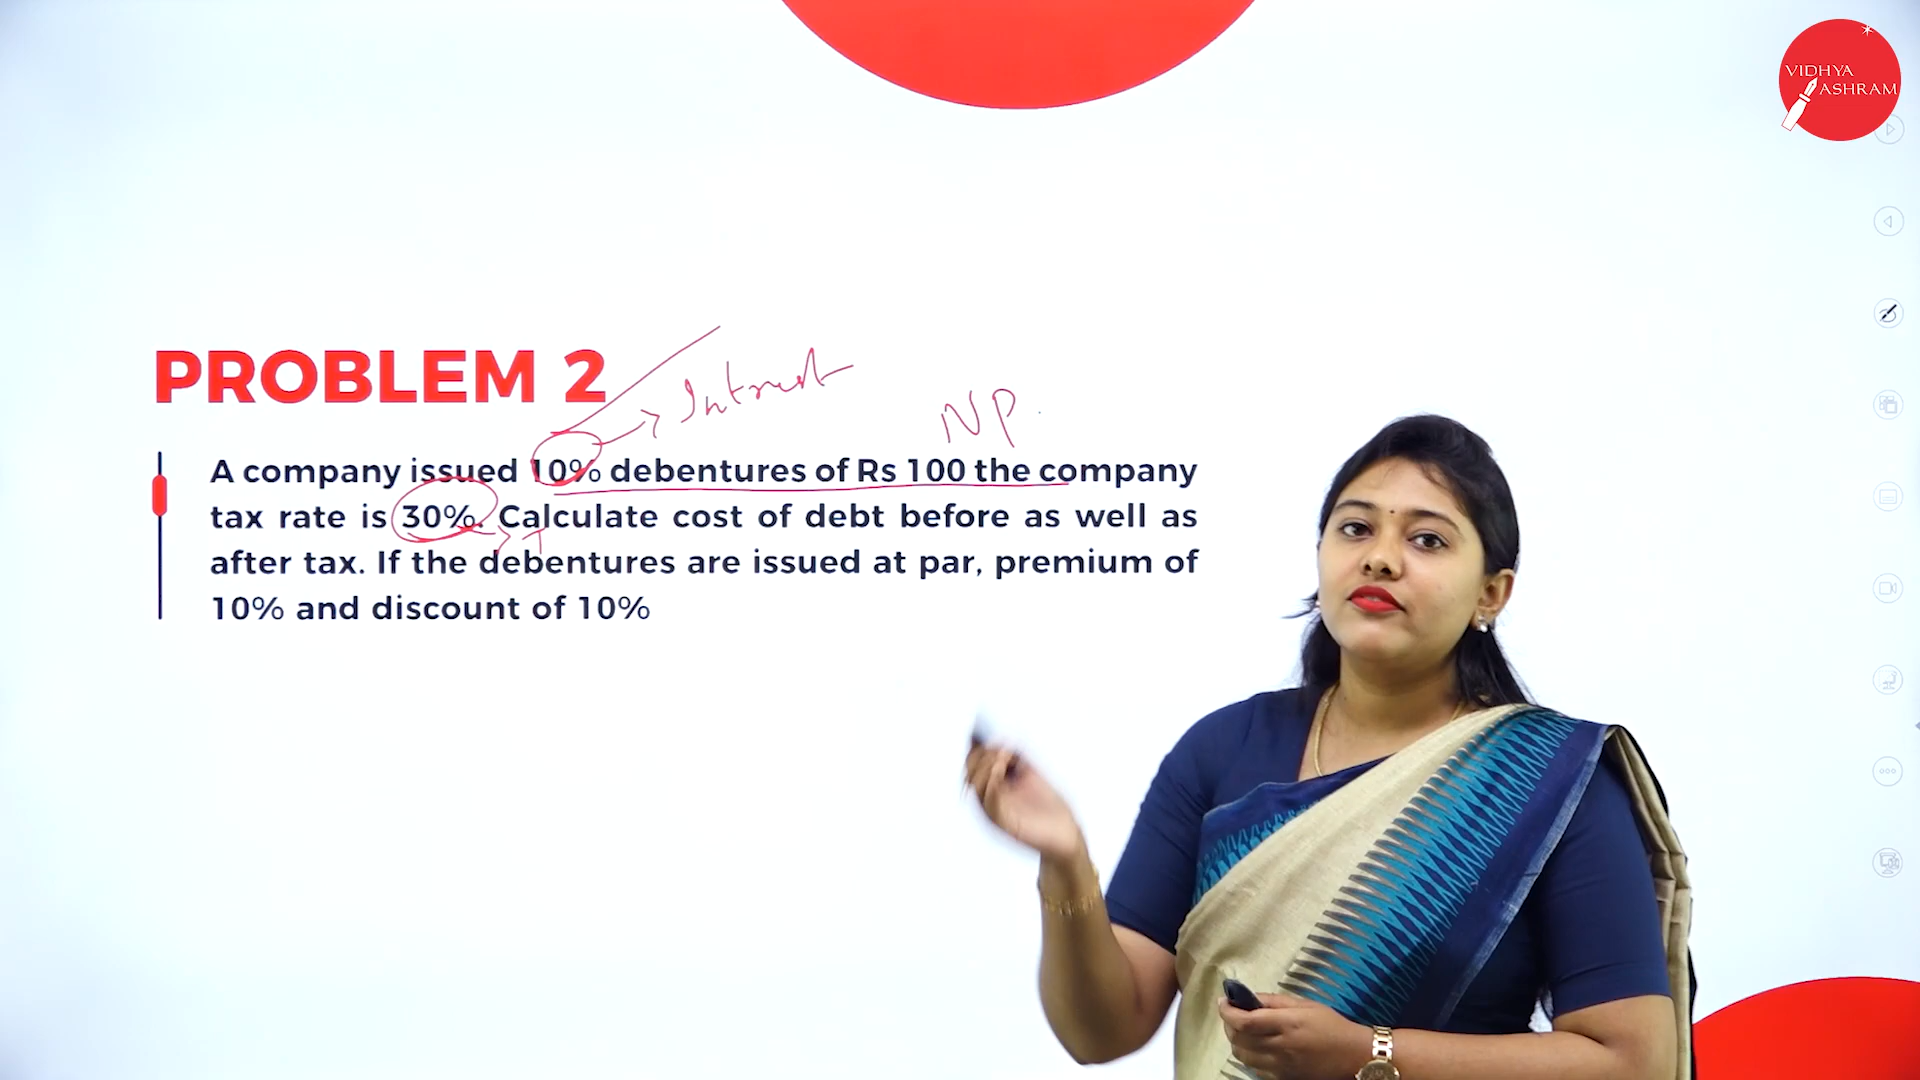 VIDHYA
ASHRAM
PROBLEM 2
Intrest
NP
A company issued 10% debentures of Rs 100 the company
tax rate is 30%. Calculate cost of debt before as well as
T
after tax. If the debentures are issued at par, premium of
10% and discount of 10%